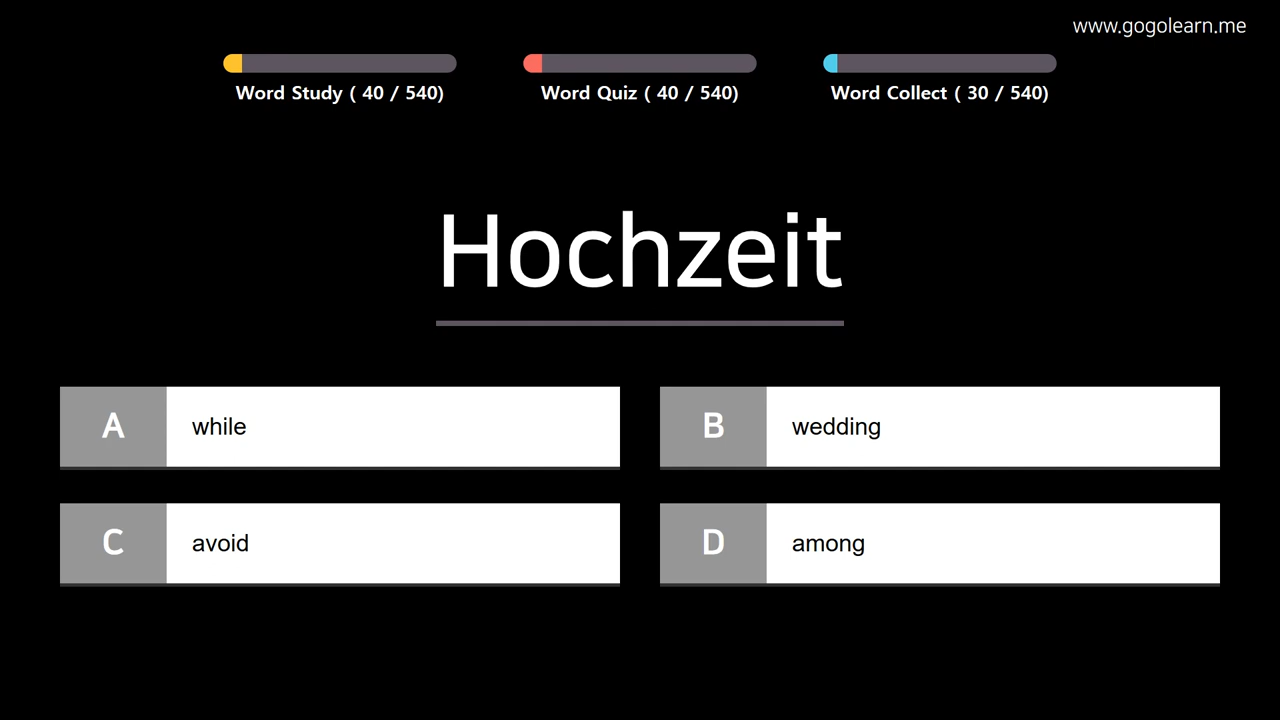 www.gogolearn.me
Word Study ( 40 / 540)
Word Quiz ( 40 / 540)
Word Collect ( 30 / 540)
Hochzeit
A while
B wedding
C avoid
D among